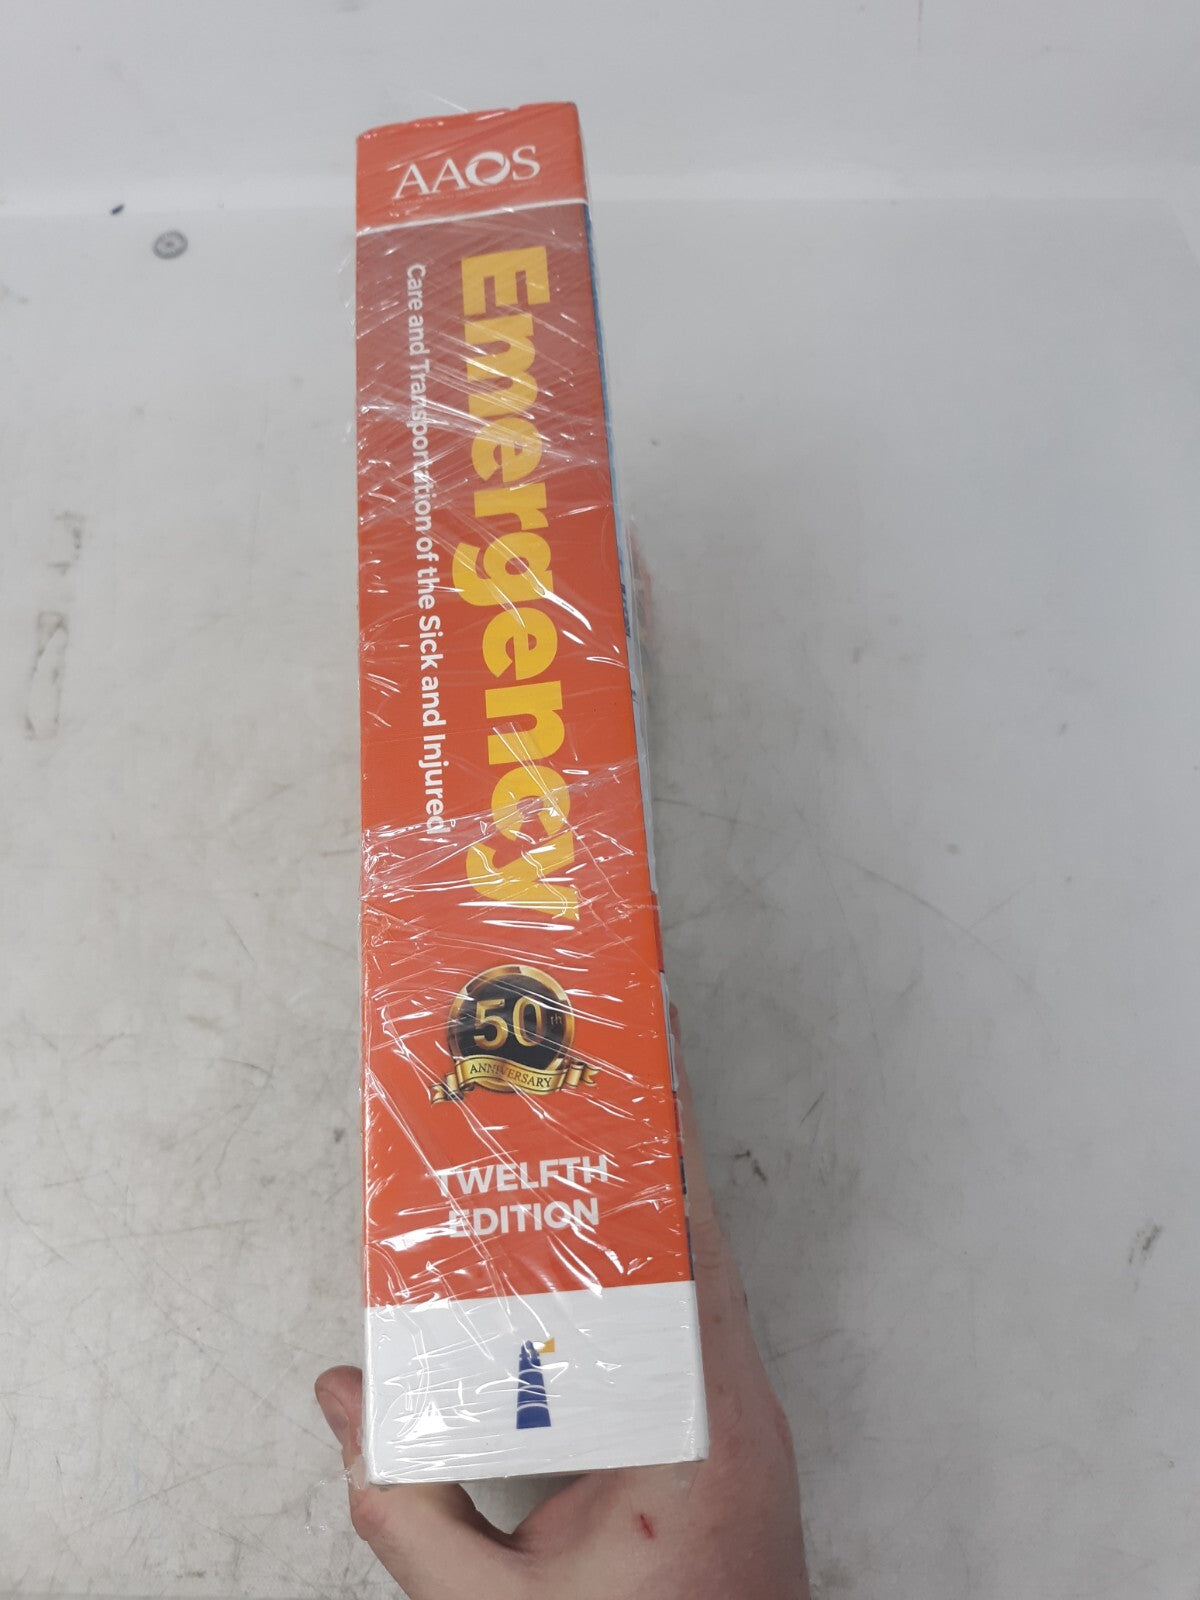 AAOS
Emergency
Care and Transportation of the Sick and Injured
50th
ANNIVERSARY
TWELFTH
EDITION